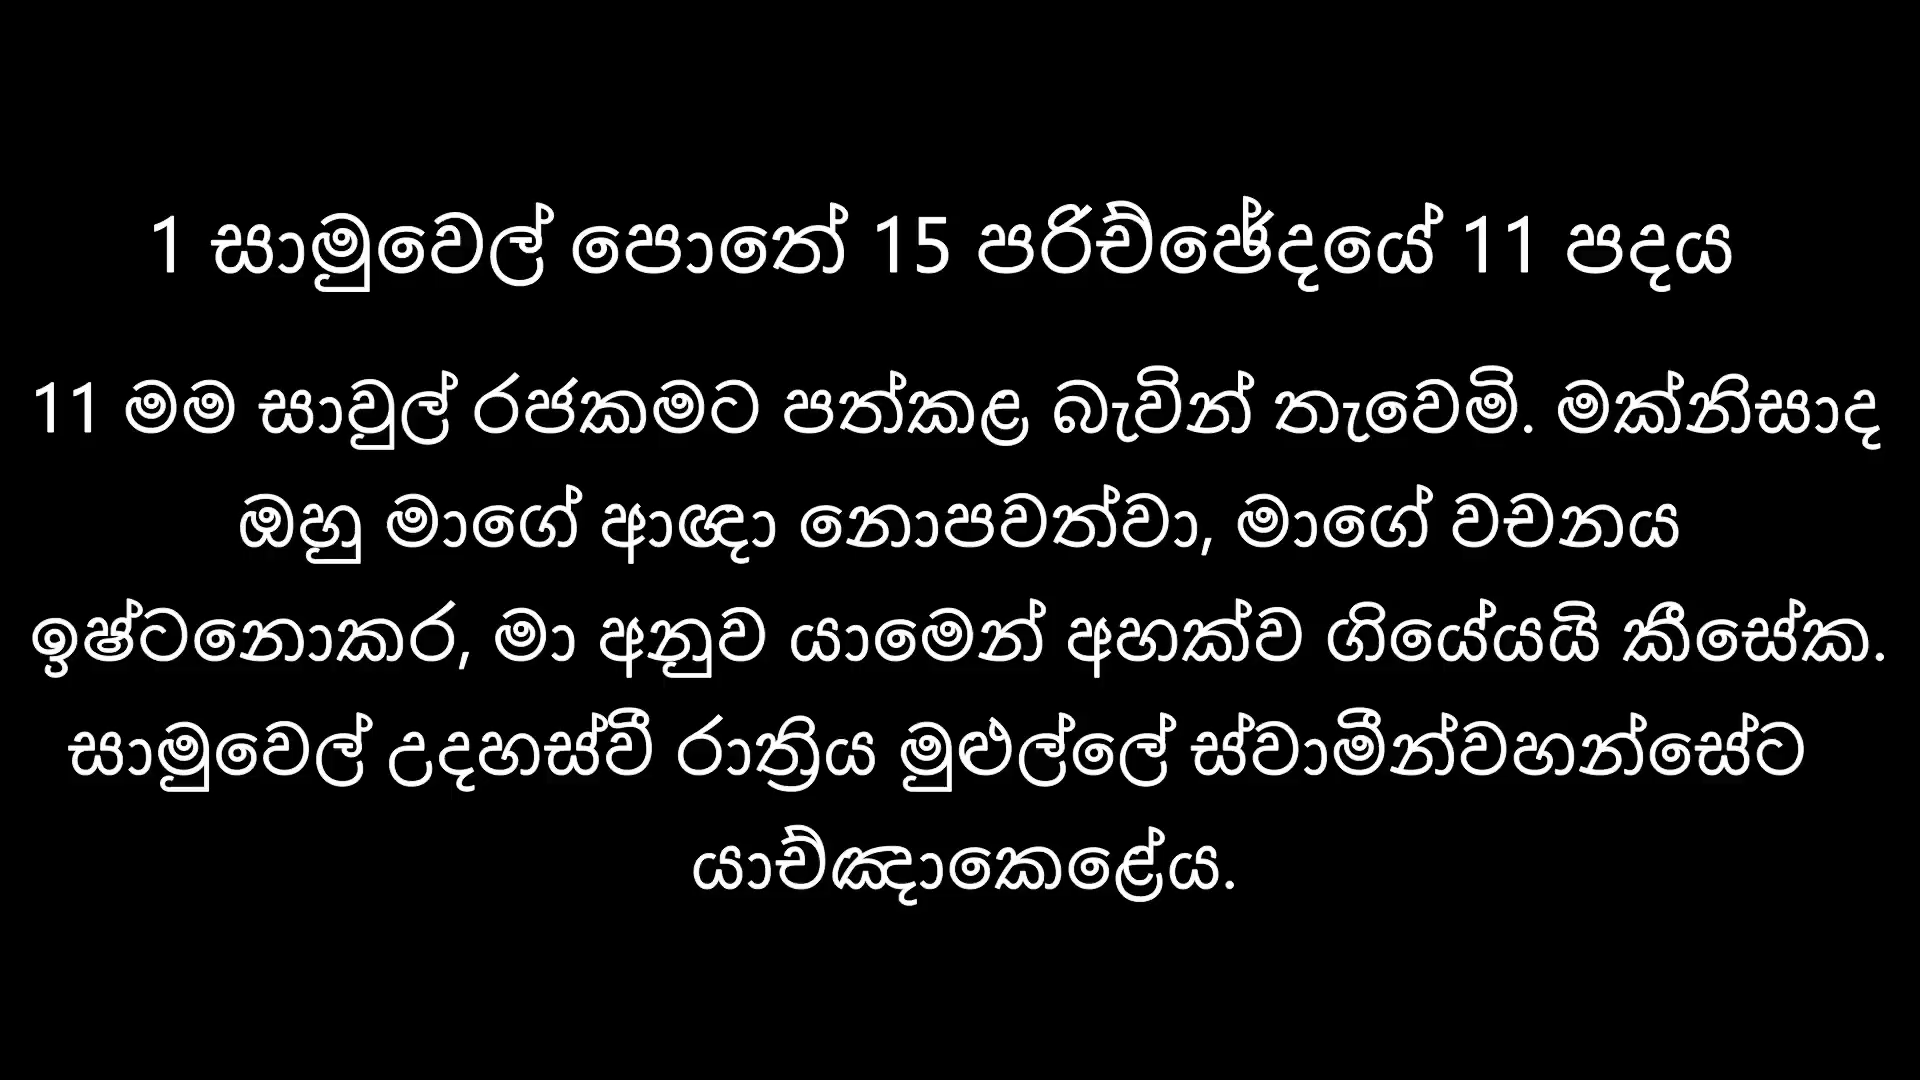 1 සාමුවෙල් පොතේ 15 පරිච්ඡේදයේ 11 පදය
11 මම සාවුල් රජකමට පත්කළ බැවින් තැවෙමි. මක්නිසාද
ඔහු මාගේ ආඥා නොපවත්වා, මාගේ වචනය
ඉෂ්ටනොකර, මා අනුව යාමෙන් අහක්ව ගියේයයි කීසේක.
සාමුවෙල් උදහස්වී රාත්‍රිය මුළුල්ලේ ස්වාමීන්වහන්සේට
යාච්ඤාකෙළේය.